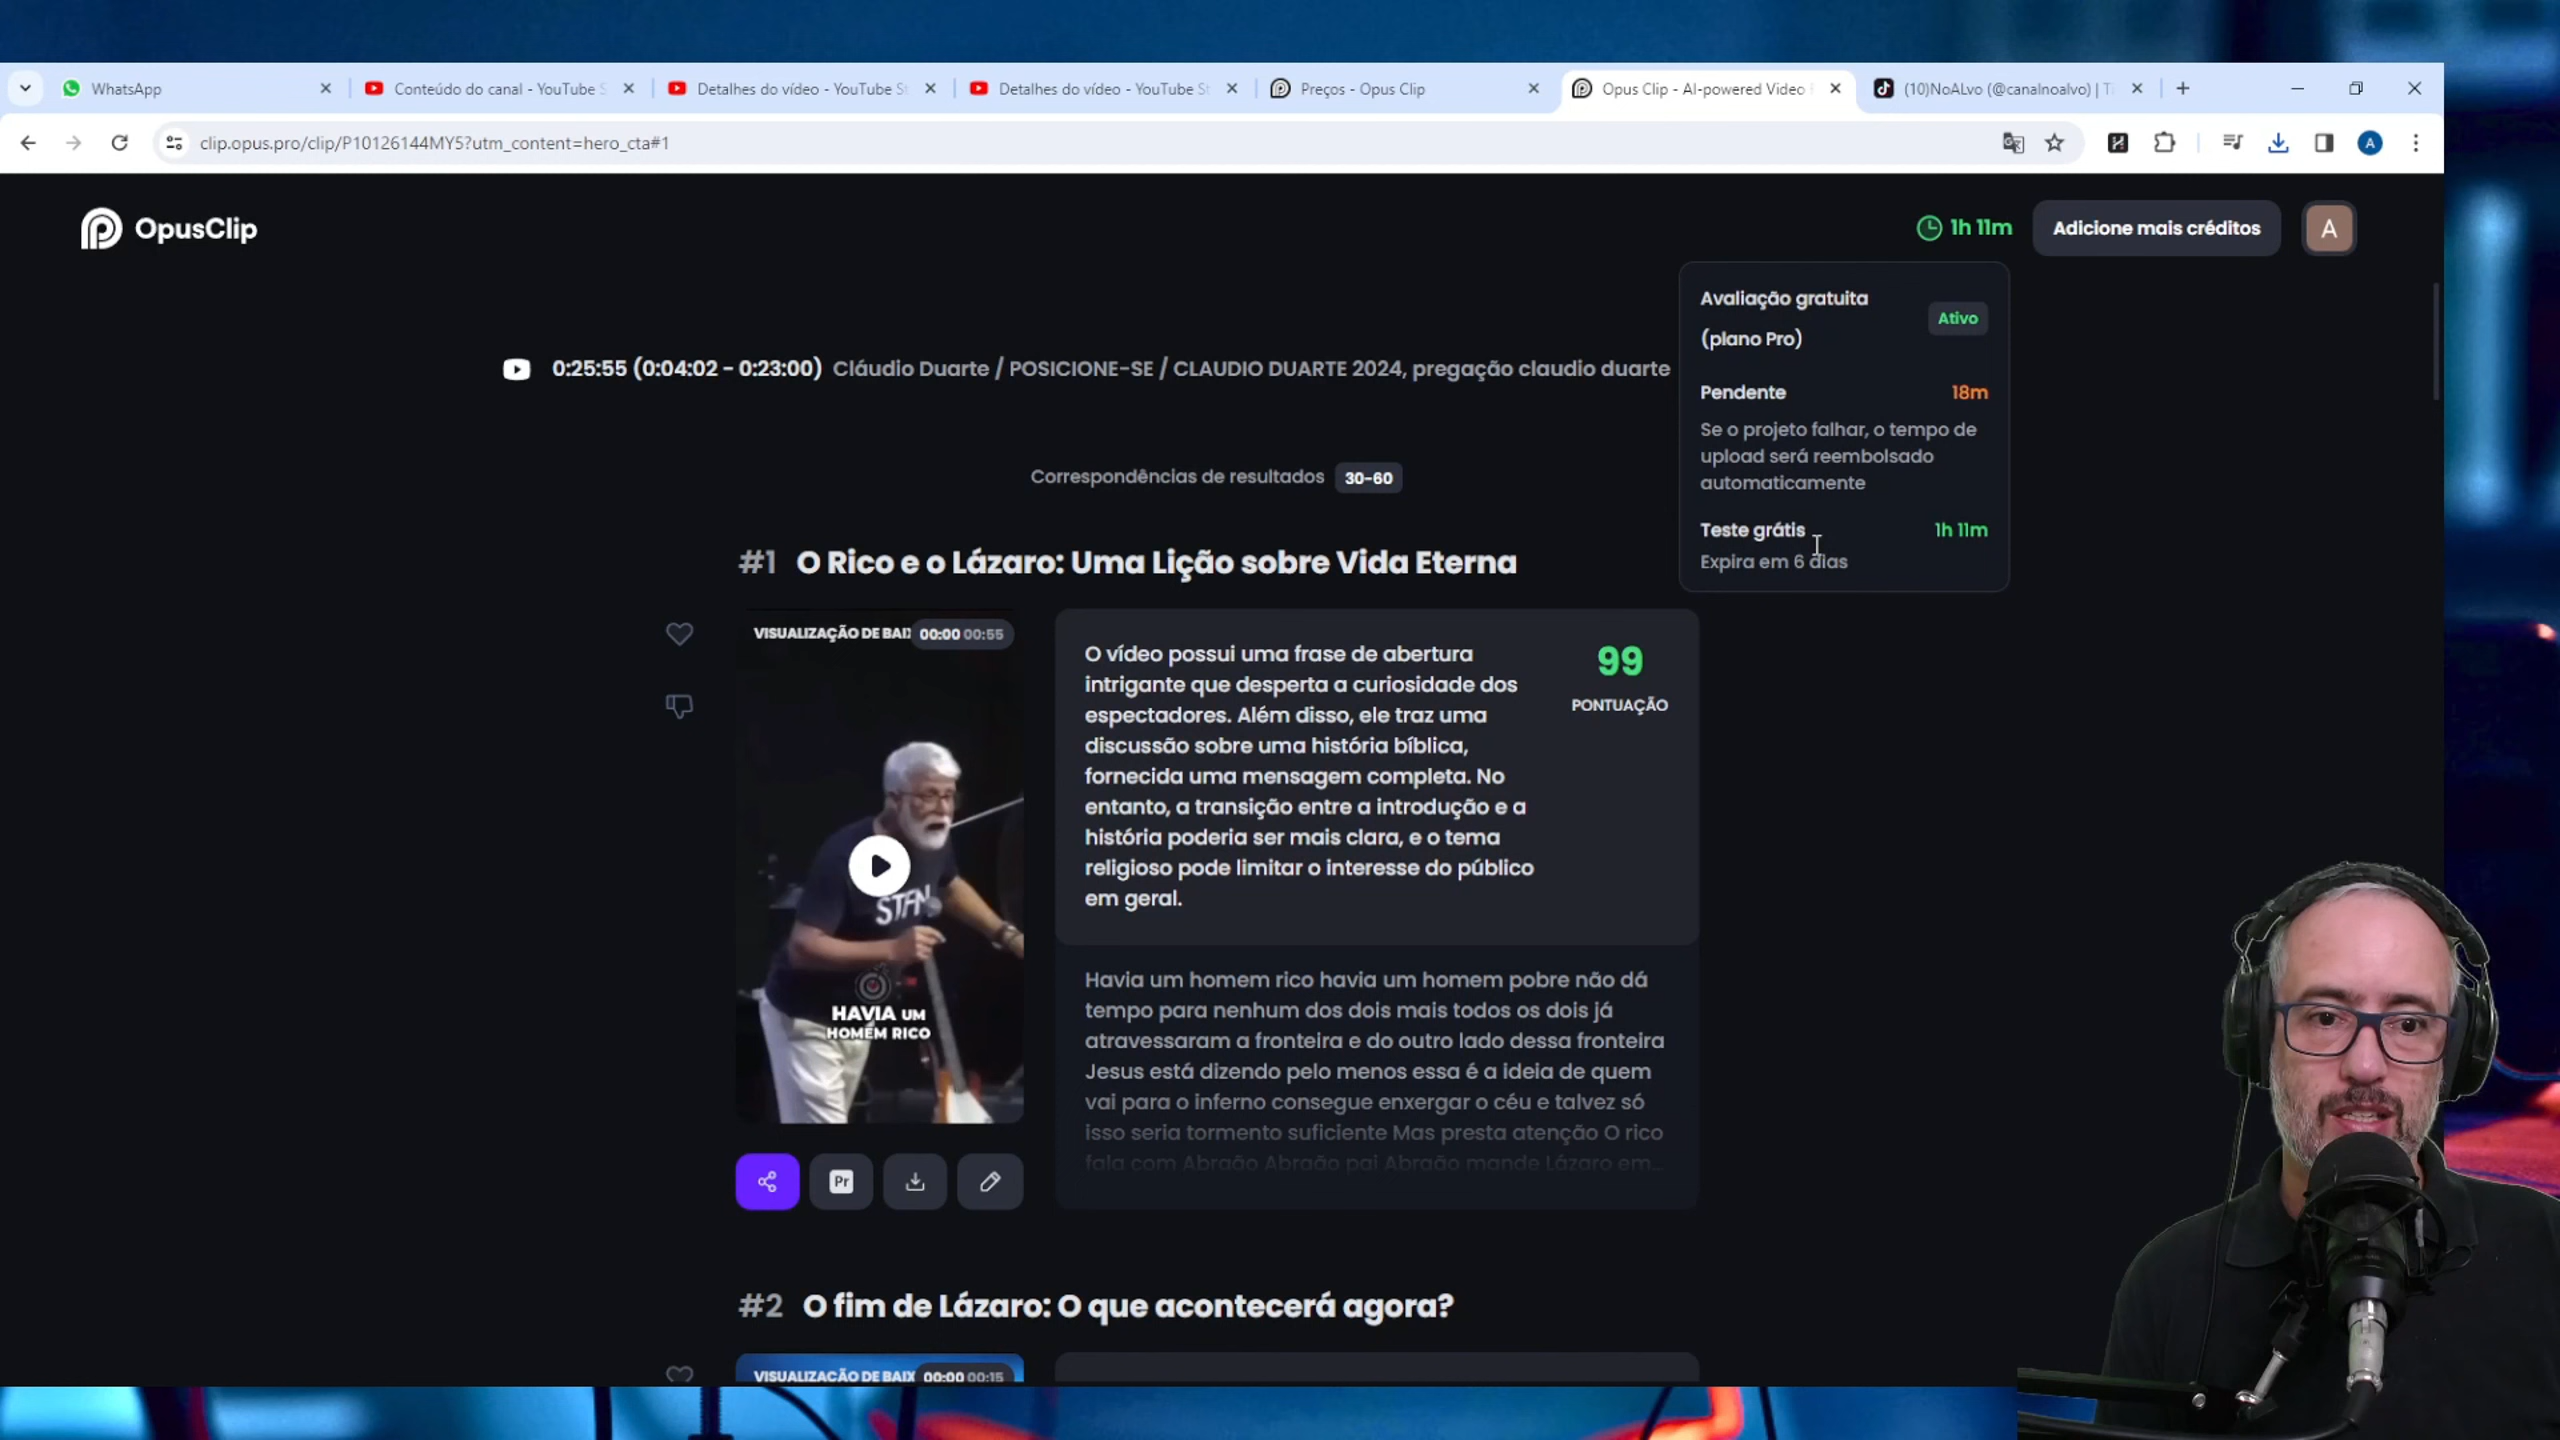 WhatsApp
Conteúdo do canal - YouTube S
Detalhes do vídeo - YouTube St
Detalhes do vídeo - YouTube St
Preços - Opus Clip
Opus Clip - AI-powered Video
(10)NoALvo (@canalnoalvo) | T
clip.opus.pro/clip/P10126144MY5?utm_content=hero_cta#1
A
OpusClip
1h 11m
Adicione mais créditos
A
Avaliação gratuita
(plano Pro)
Ativo
Pendente 18m
Se o projeto falhar, o tempo de
upload será reembolsado
automaticamente
Teste grátis 1h 11m
Expira em 6 dias
0:25:55 (0:04:02 - 0:23:00) Cláudio Duarte / POSICIONE-SE / CLAUDIO DUARTE 2024, pregação claudio duarte
Correspondências de resultados 30-60
#1 O Rico e o Lázaro: Uma Lição sobre Vida Eterna
VISUALIZAÇÃO DE BAIX 00:00 00:55
STFN
HAVIA UM
HOMEM RICO
O vídeo possui uma frase de abertura
intrigante que desperta a curiosidade dos
espectadores. Além disso, ele traz uma
discussão sobre uma história bíblica,
fornecida uma mensagem completa. No
entanto, a transição entre a introdução e a
história poderia ser mais clara, e o tema
religioso pode limitar o interesse do público
em geral.
99
PONTUAÇÃO
Havia um homem rico havia um homem pobre não dá
tempo para nenhum dos dois mais todos os dois já
atravessaram a fronteira e do outro lado dessa fronteira
Jesus está dizendo pelo menos essa é a ideia de quem
vai para o inferno consegue enxergar o céu e talvez só
isso seria tormento suficiente Mas presta atenção O rico
fala com Abraão Abraão pai Abraão mande Lázaro em...
Pr
#2 O fim de Lázaro: O que acontecerá agora?
VISUALIZAÇÃO DE BAIX 00:00 00:15